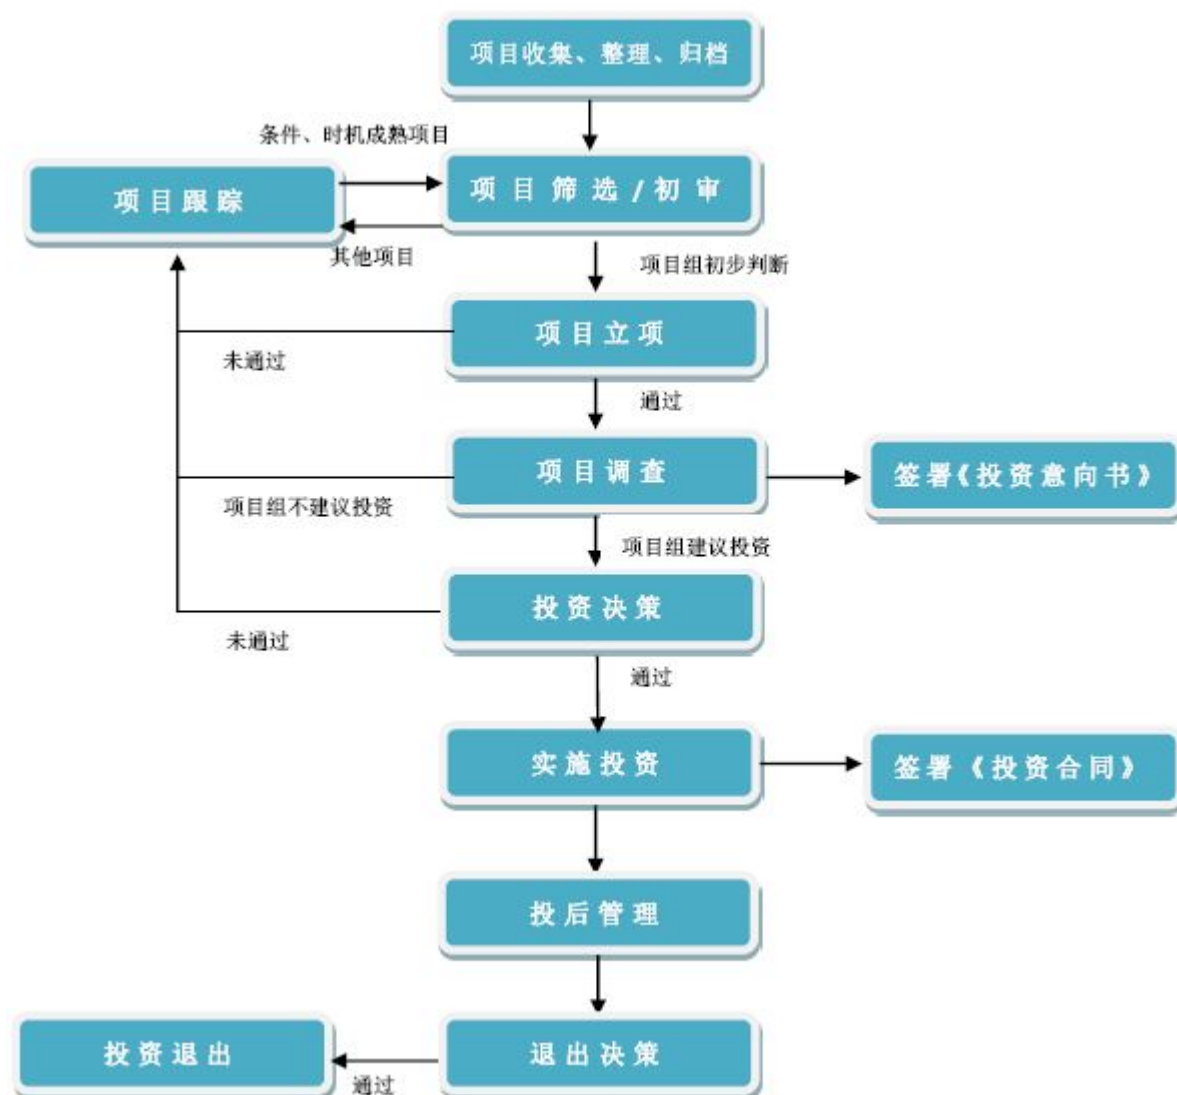 项目收集、整理、归档
条件、时机成熟项目
项目跟踪
项目筛选/初审
其他项目
项目组初步判断
项目立项
未通过
通过
项目调查
签署《投资意向书》
项目组不建议投资
项目组建议投资
投资决策
未通过
通过
实施投资
签署《投资合同》
投后管理
投资退出
退出决策
通过